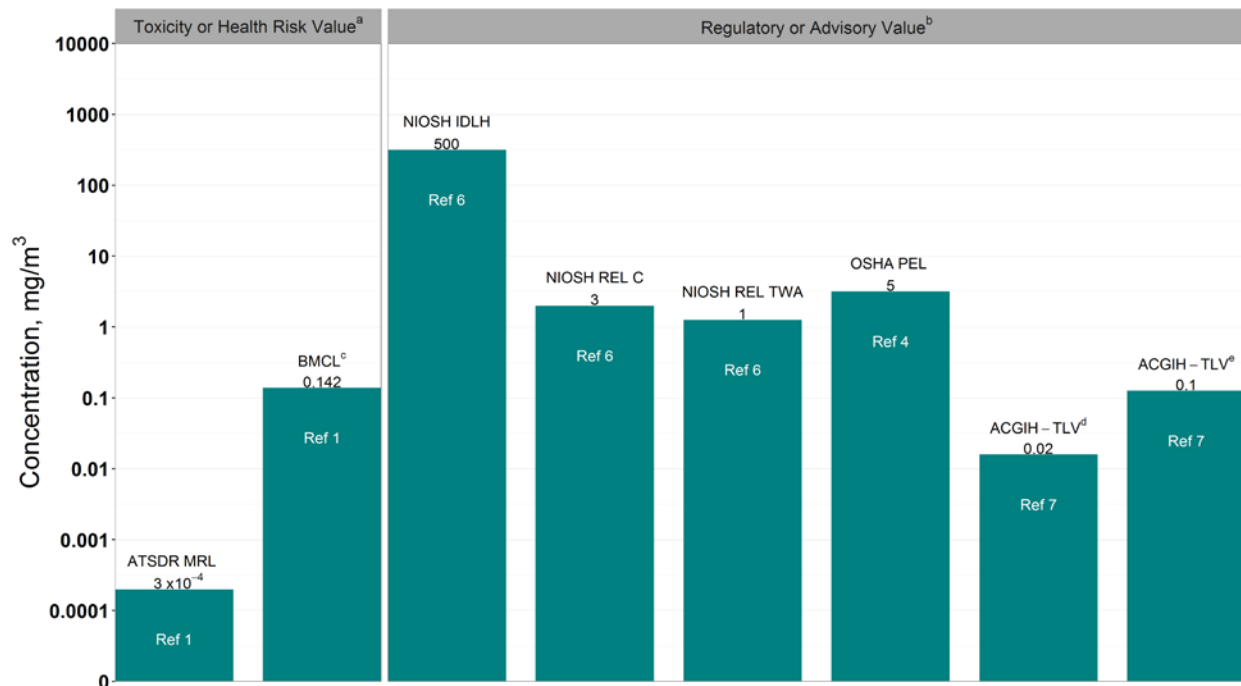 Toxicity or Health Risk Valueᵃ
Regulatory or Advisory Valueᵇ
Concentration, mg/m³
10000
1000
100
10
1
0.1
0.01
0.001
0.0001
0
ATSDR MRL
3 x10⁻⁴
Ref 1
BMCLᶜ
0.142
Ref 1
NIOSH IDLH
500
Ref 6
NIOSH REL C
3
Ref 6
NIOSH REL TWA
1
Ref 6
OSHA PEL
5
Ref 4
ACGIH – TLVᵈ
0.02
Ref 7
ACGIH – TLVᵉ
0.1
Ref 7